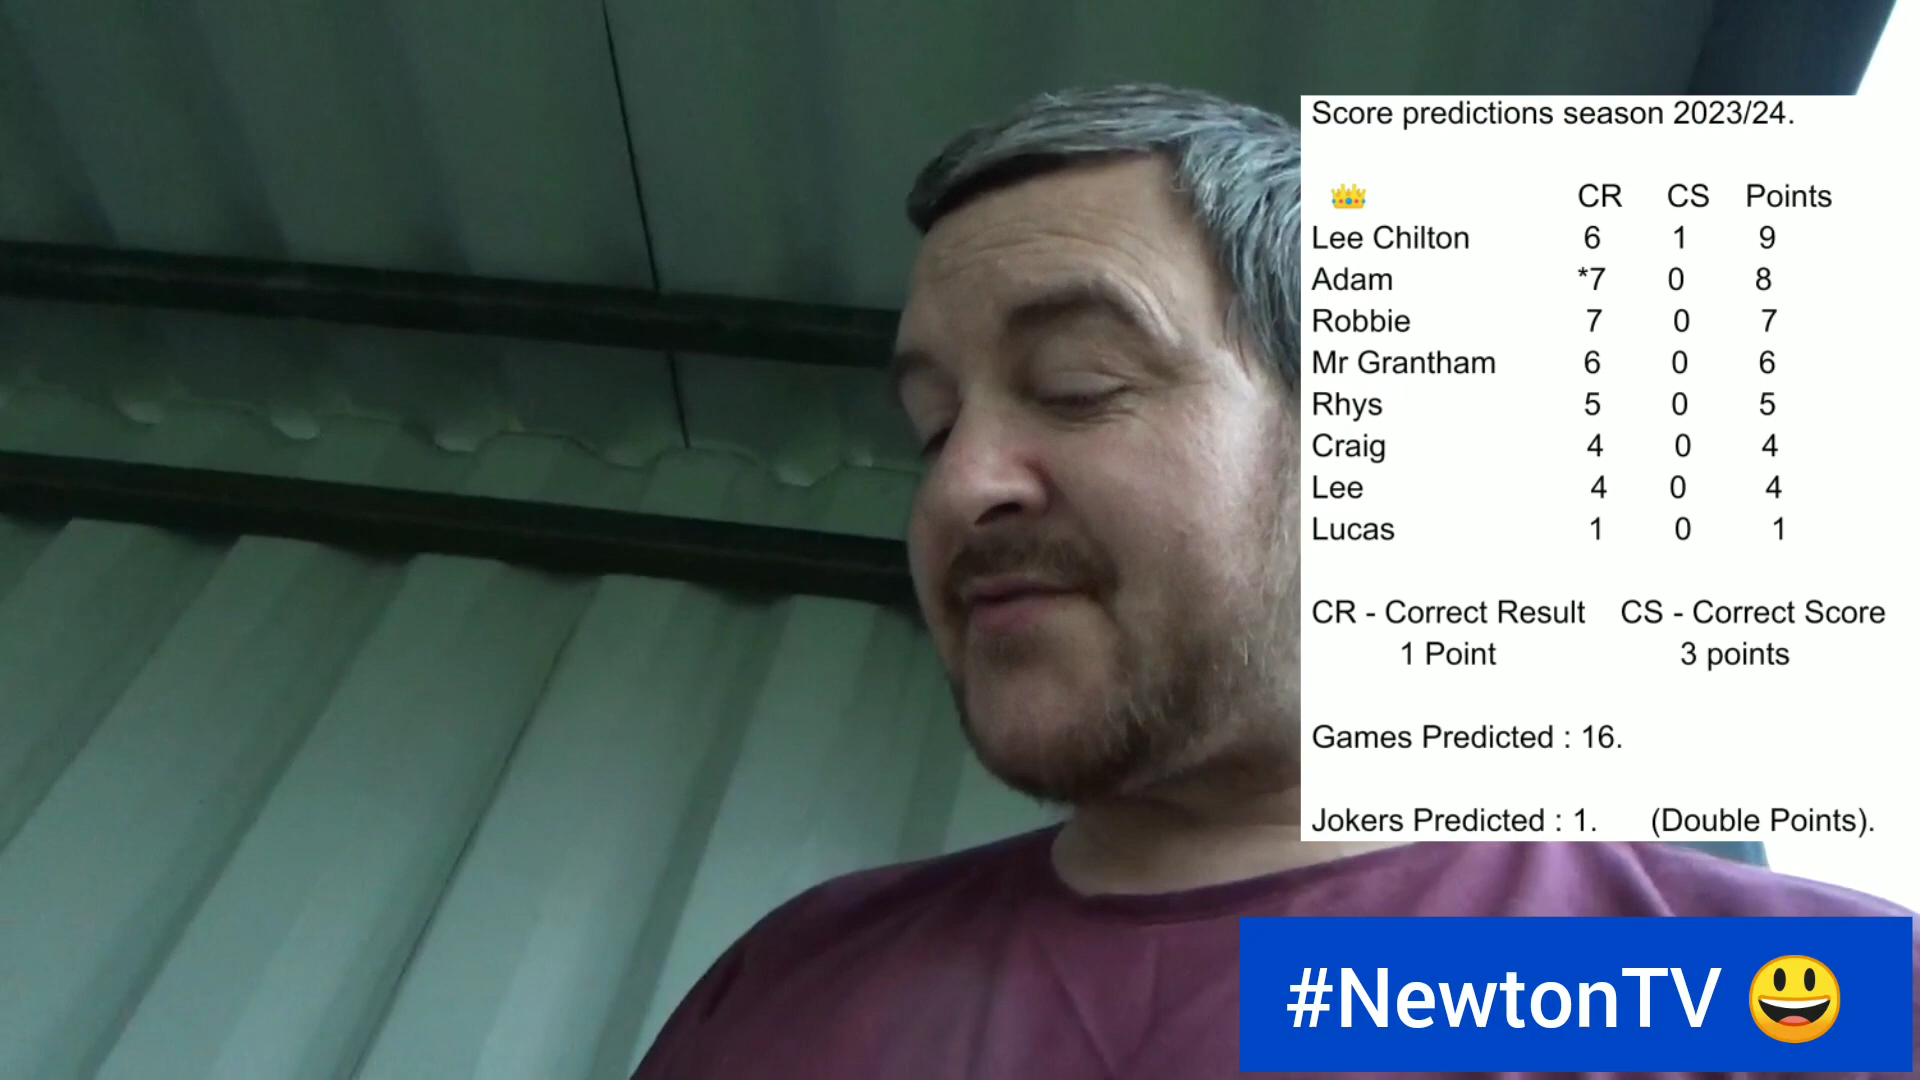 Score predictions season 2023/24.
👑 CR CS Points
Lee Chilton 6 1 9
Adam *7 0 8
Robbie 7 0 7
Mr Grantham 6 0 6
Rhys 5 0 5
Craig 4 0 4
Lee 4 0 4
Lucas 1 0 1
CR - Correct Result CS - Correct Score
1 Point 3 points
Games Predicted : 16.
Jokers Predicted : 1. (Double Points).
#NewtonTV 😃